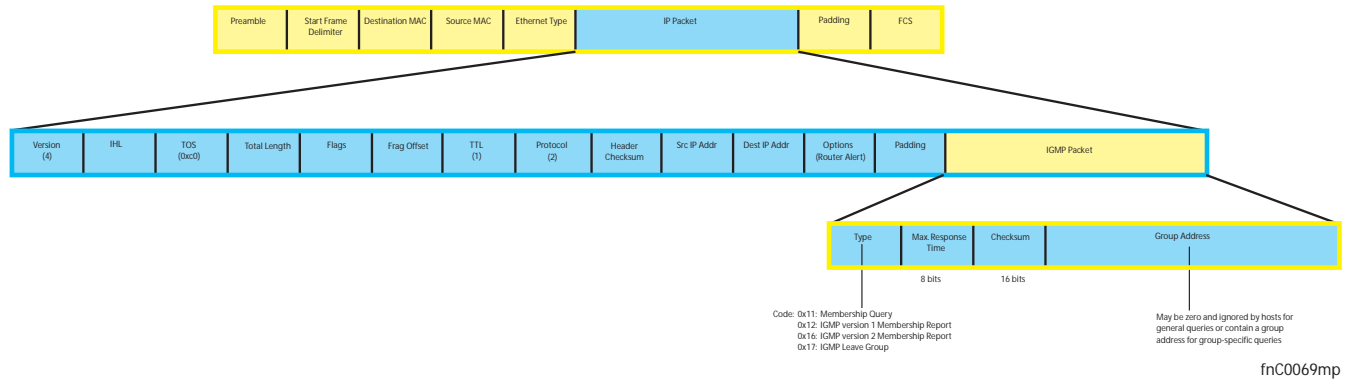 Preamble
Start Frame
Delimiter
Destination MAC
Source MAC
Ethernet Type
IP Packet
Padding
FCS
Version
(4)
IHL
TOS
(0xc0)
Total Length
Flags
Frag Offset
TTL
(1)
Protocol
(2)
Header
Checksum
Src IP Addr
Dest IP Addr
Options
(Router Alert)
Padding
IGMP Packet
Type
Max. Response
Time
Checksum
Group Address
8 bits
16 bits
Code: 0x11: Membership Query
0x12: IGMP version 1 Membership Report
0x16: IGMP version 2 Membership Report
0x17: IGMP Leave Group
May be zero and ignored by hosts for
general queries or contain a group
address for group-specific queries
fnC0069mp